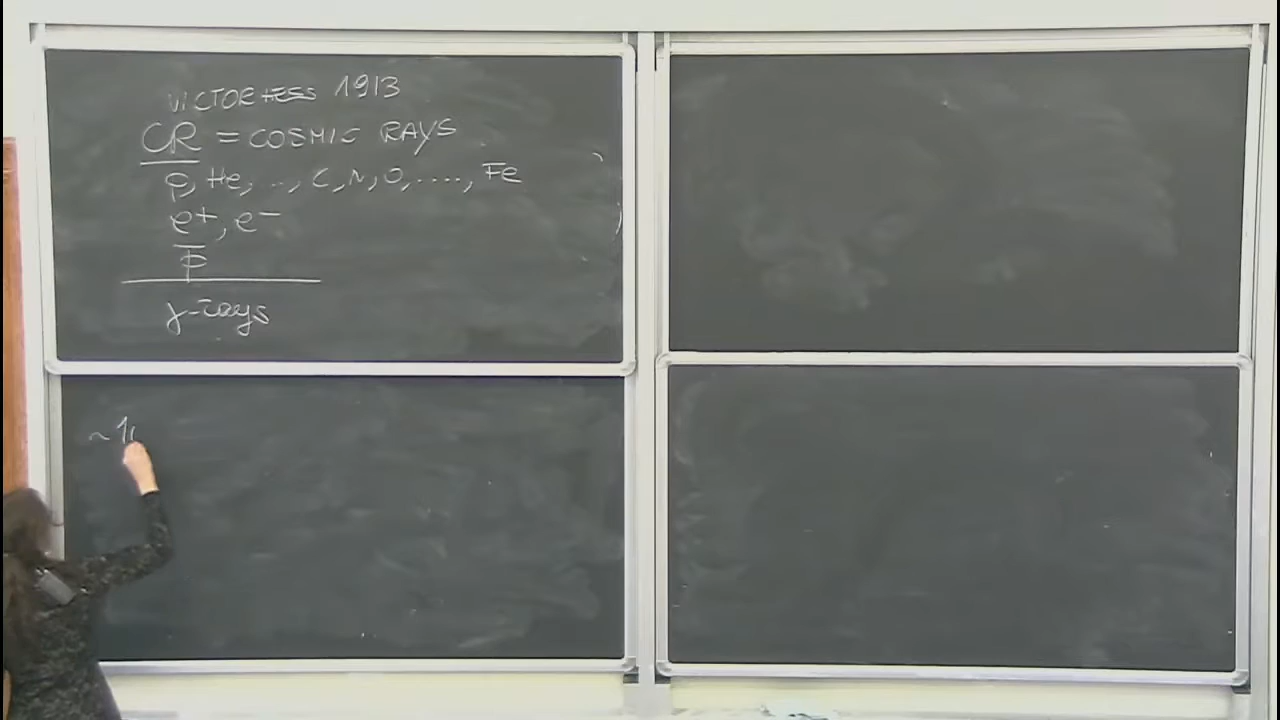 VICTOR HESS 1913
CR = COSMIC RAYS
p, He, .., C, N, O, ...., Fe
e⁺, e⁻
p̅
γ-rays
~ 1